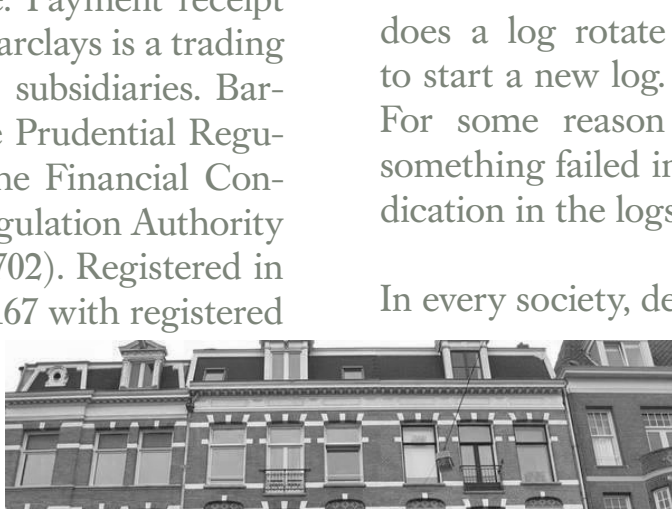 Payment receipt
arclays is a trading
subsidiaries. Bar-
Prudential Regu-
Financial Con-
gulation Authority
702). Registered in
67 with registered
does a log rotate
to start a new log.
For some reason
something failed in
dication in the logs
In every society, de